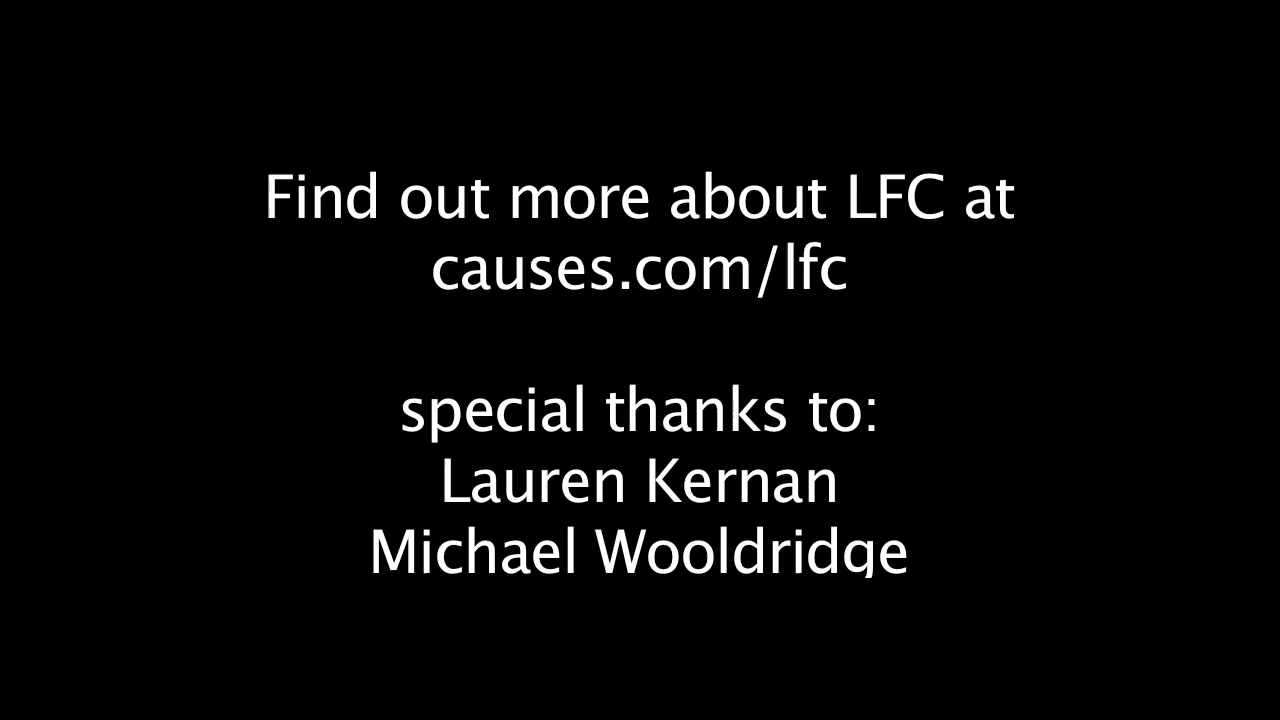 Find out more about LFC at
causes.com/lfc
special thanks to:
Lauren Kernan
Michael Wooldridge